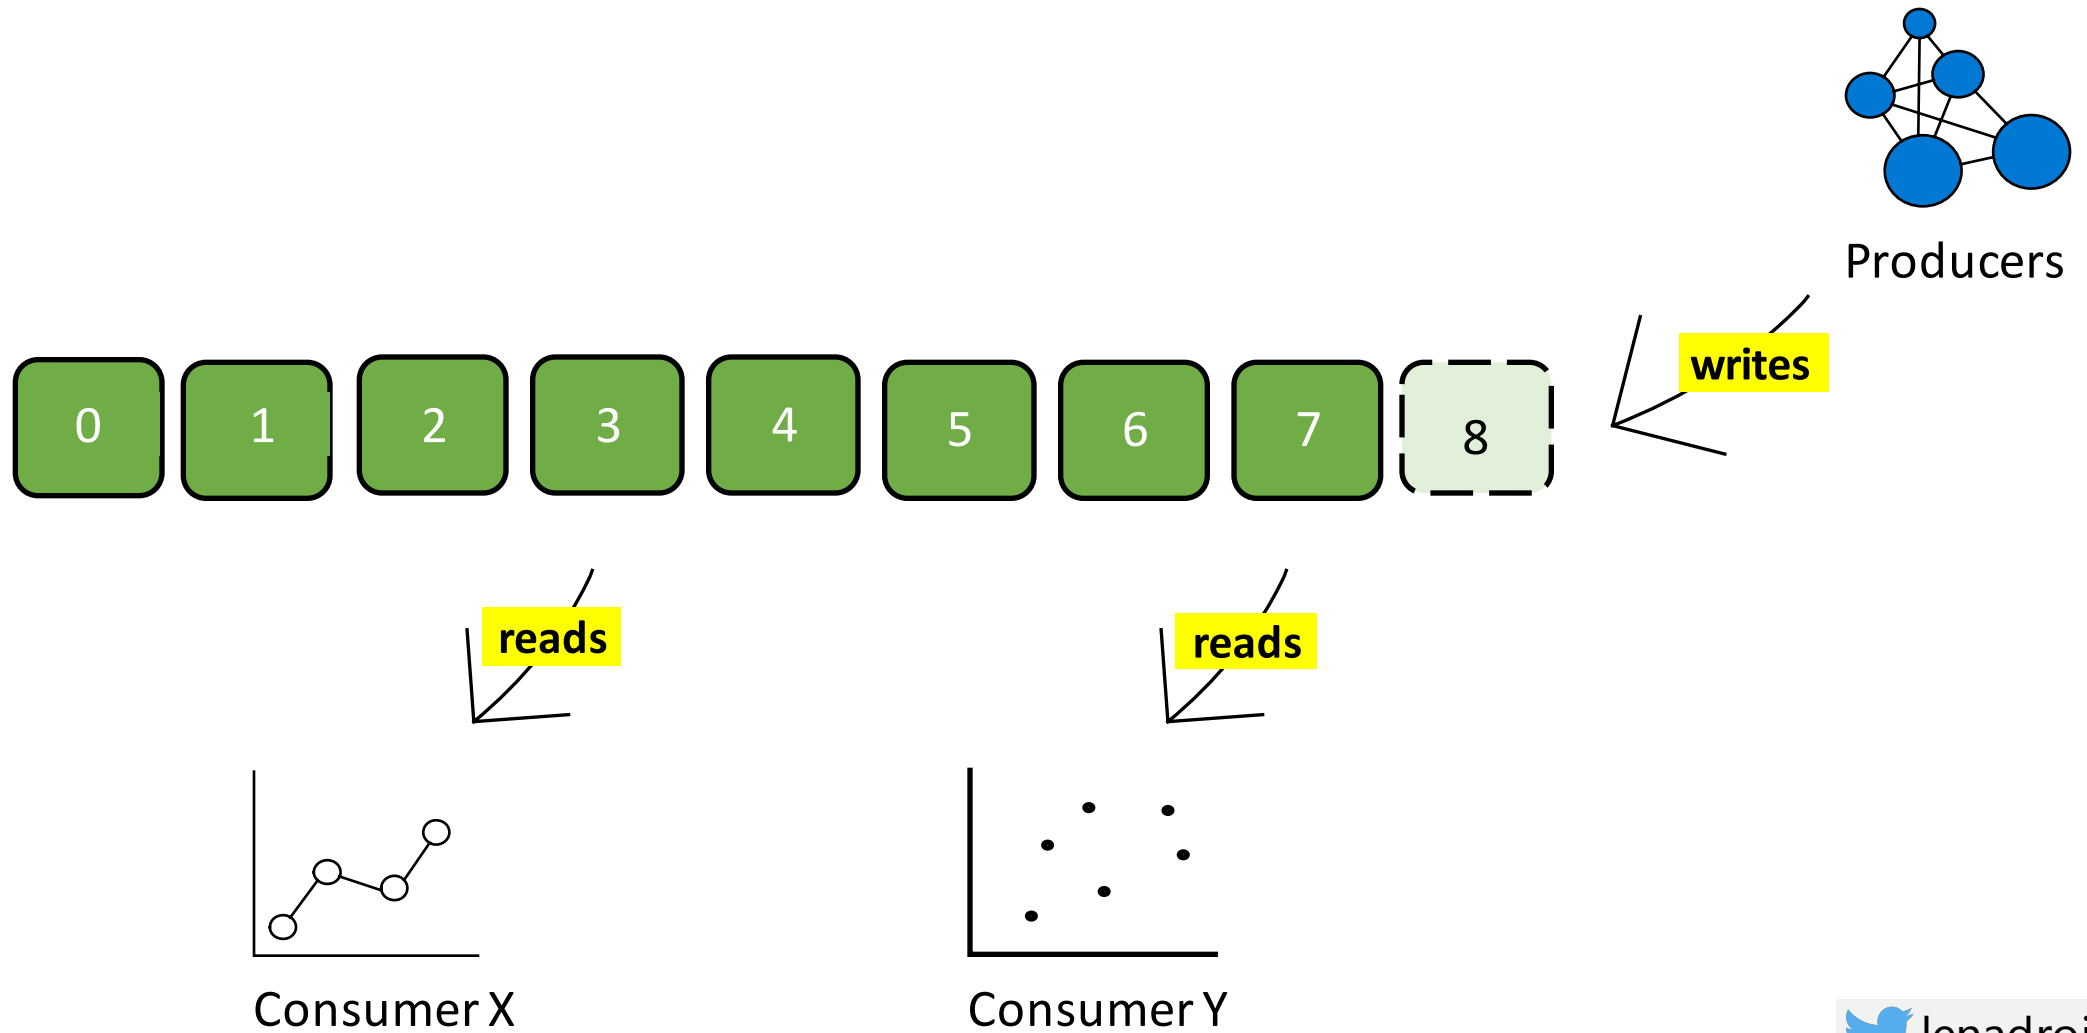 Producers
writes
0 1 2 3 4 5 6 7 8
reads reads
Consumer X Consumer Y